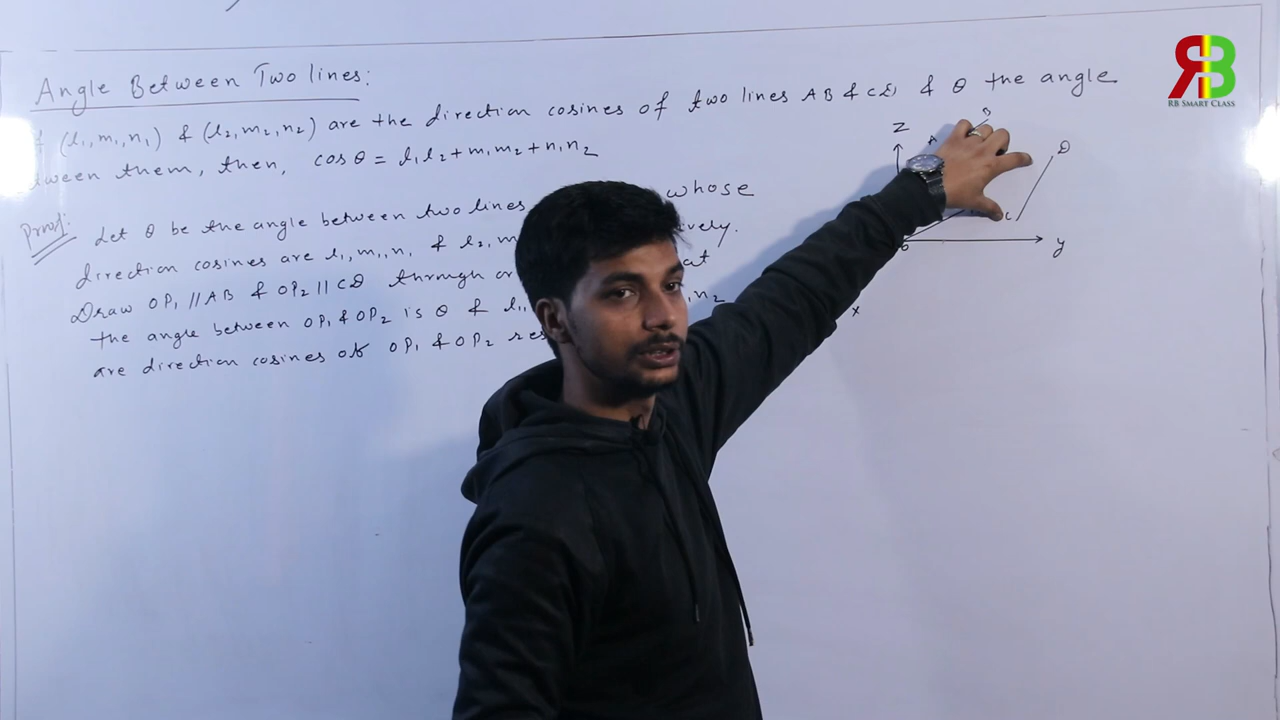 Angle Between Two lines:
(l₁,m₁,n₁) & (l₂,m₂,n₂) are the direction cosines of two lines AB & CD & θ the angle
them, then, cosθ = l₁l₂+m₁m₂+n₁n₂
Proof:
Let θ be the angle between two lines whose
direction cosines are l₁,m₁,n₁ & l₂,
Draw OP₁//AB & OP₂//CD through
the angle between OP₁ & OP₂ is θ &
are direction cosines of OP₁ & OP₂
Z
A
B
D
C
O
y
x
RB
RB SMART CLASS